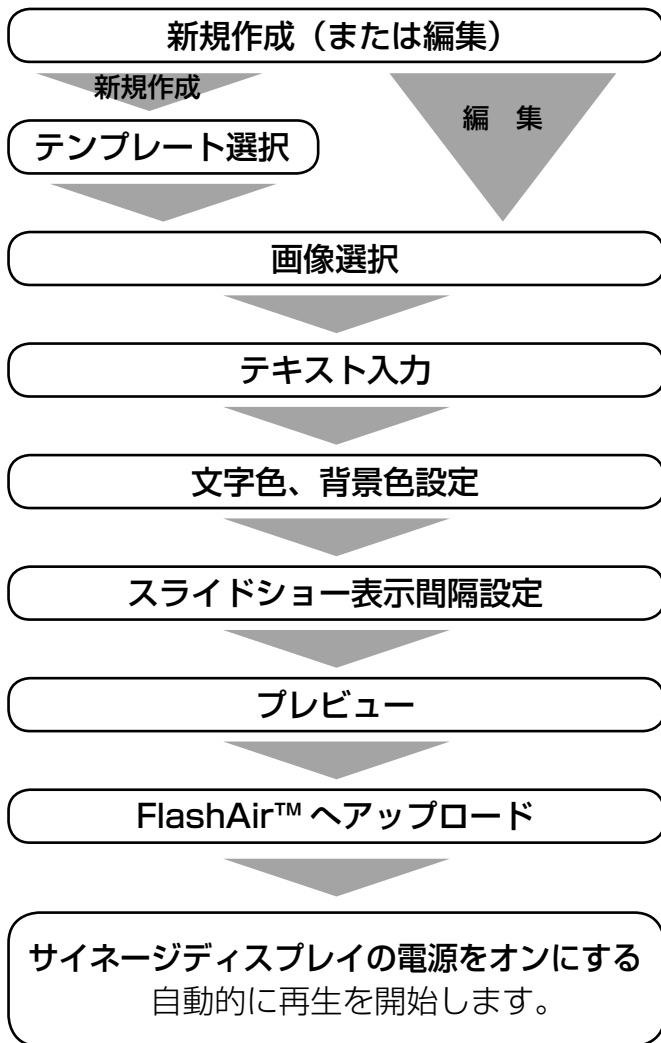 新規作成（または編集）
新規作成
編　集
テンプレート選択
画像選択
テキスト入力
文字色、背景色設定
スライドショー表示間隔設定
プレビュー
FlashAir™ へアップロード
サイネージディスプレイの電源をオンにする
自動的に再生を開始します。